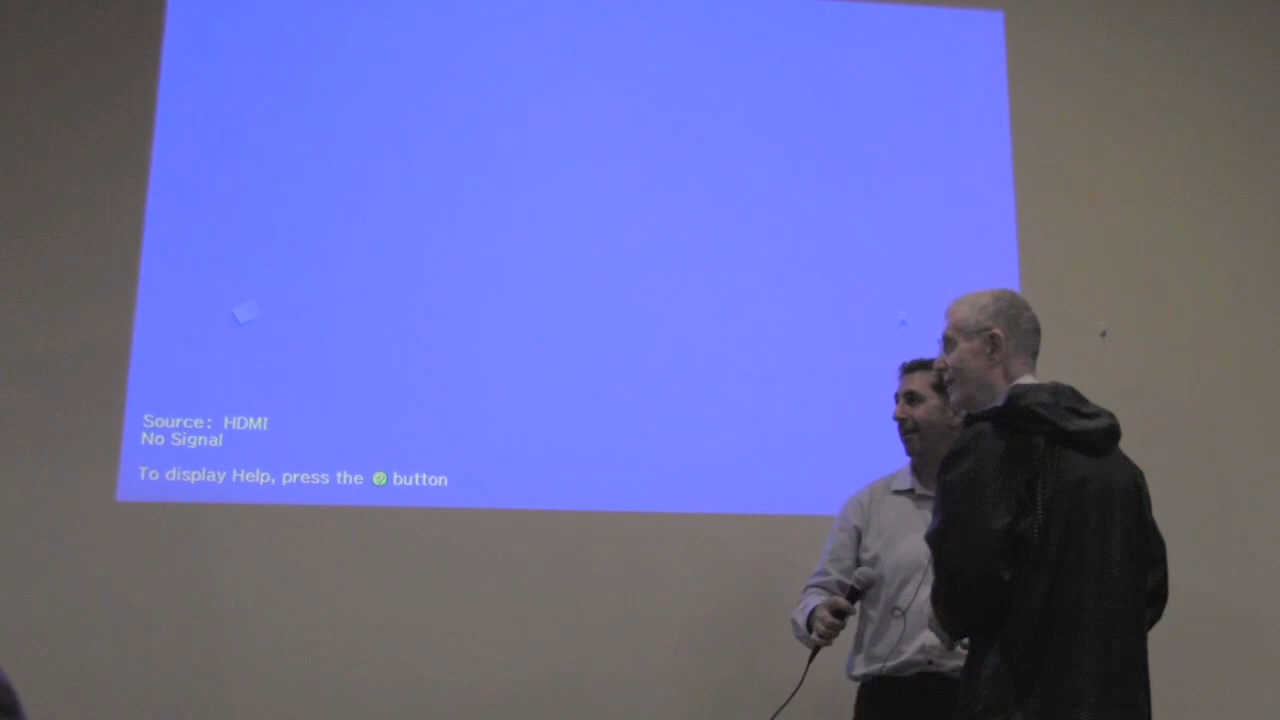 Source: HDMI
No Signal
To display Help, press the ? button